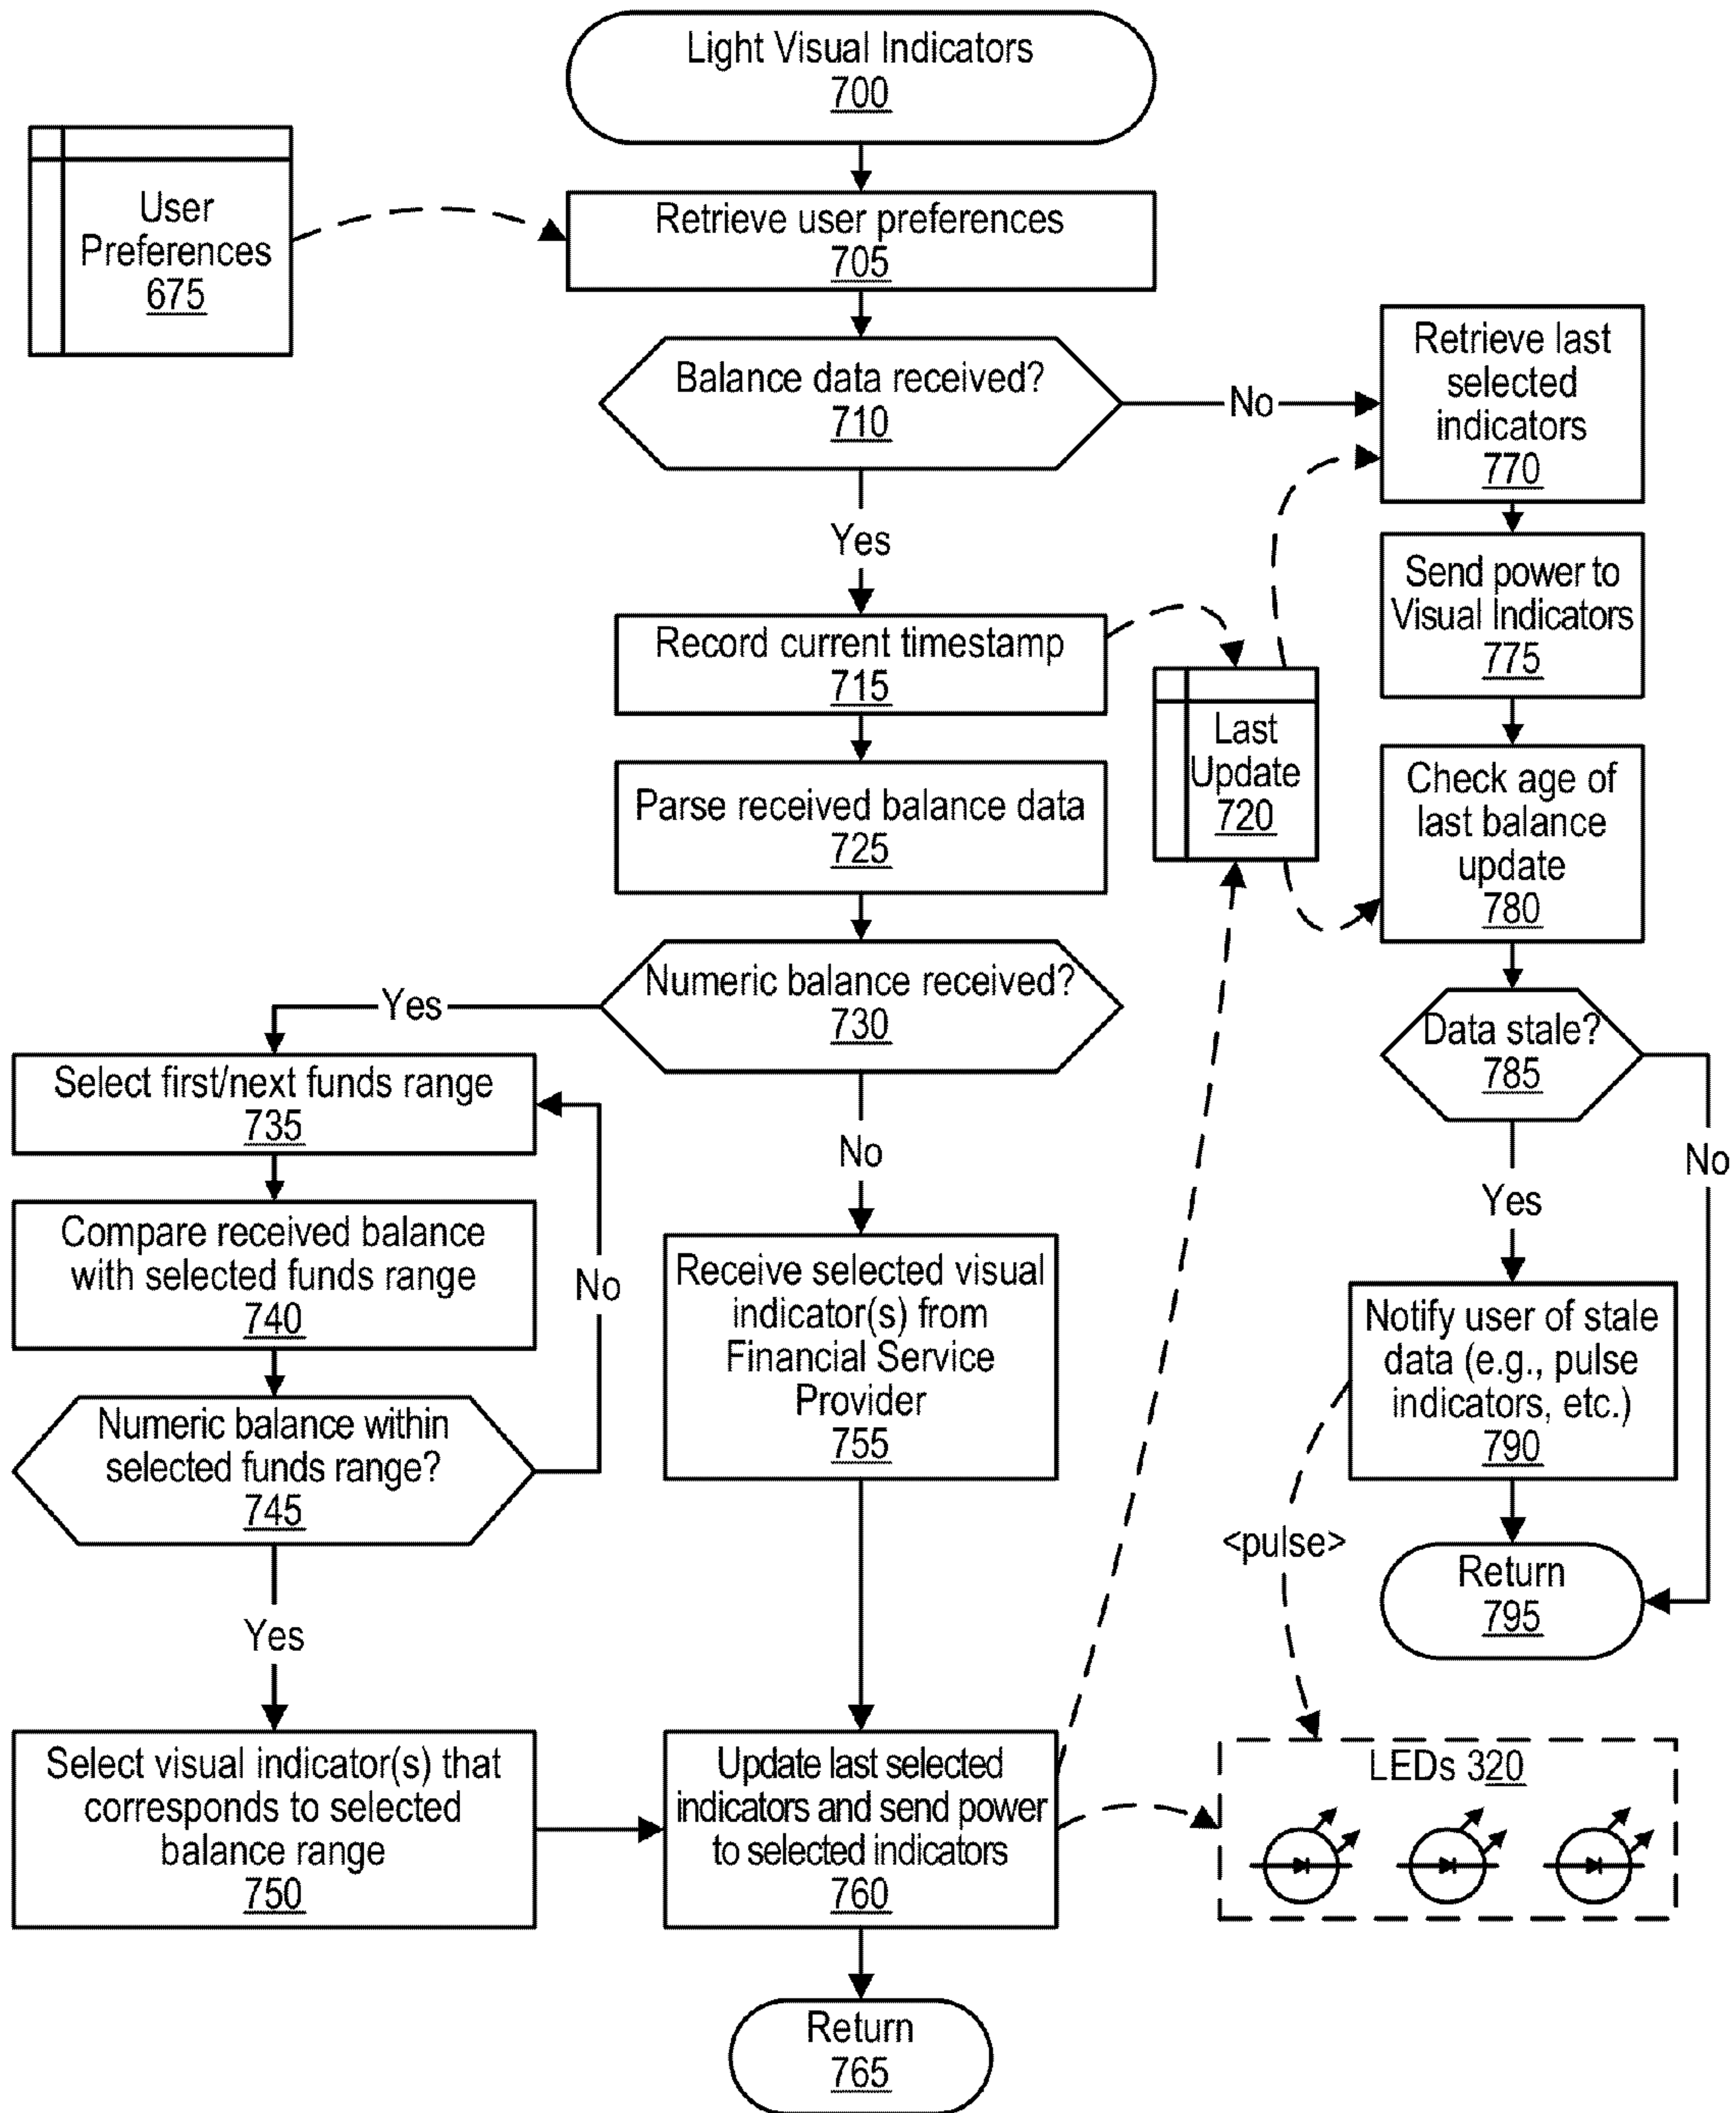 Light Visual Indicators
700
User
Preferences
675
Retrieve user preferences
705
Balance data received?
710
No
Retrieve last
selected
indicators
770
Yes
Send power to
Visual Indicators
775
Record current timestamp
715
Last
Update
720
Parse received balance data
725
Check age of
last balance
update
780
Numeric balance received?
730
Yes
Data stale?
785
Select first/next funds range
735
No
No
Yes
Compare received balance
with selected funds range
740
No
Receive selected visual
indicator(s) from
Financial Service
Provider
755
Notify user of stale
data (e.g., pulse
indicators, etc.)
790
Numeric balance within
selected funds range?
745
<pulse>
Return
795
Yes
Select visual indicator(s) that
corresponds to selected
balance range
750
Update last selected
indicators and send power
to selected indicators
760
LEDs 320
Return
765